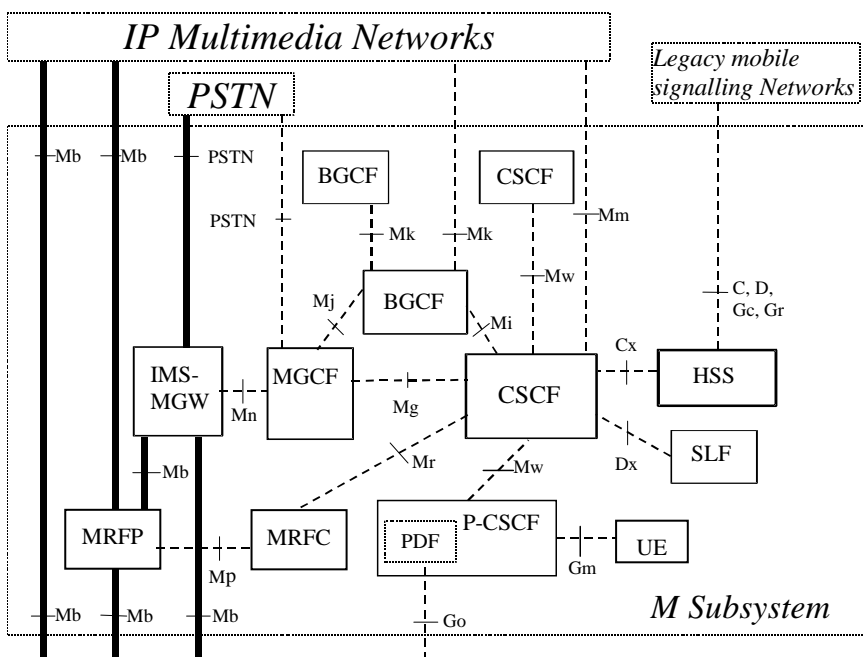 IP Multimedia Networks
PSTN
Legacy mobile
signalling Networks
Mb
Mb
PSTN
BGCF
CSCF
PSTN
Mk
Mk
Mm
Mw
C, D,
Gc, Gr
BGCF
Mj
Mi
Cx
IMS-
MGW
MGCF
CSCF
HSS
Mn
Mg
Mr
Dx
SLF
Mb
Mw
MRFP
MRFC
P-CSCF
PDF
UE
Mp
Gm
Mb
Mb
Mb
Go
M Subsystem